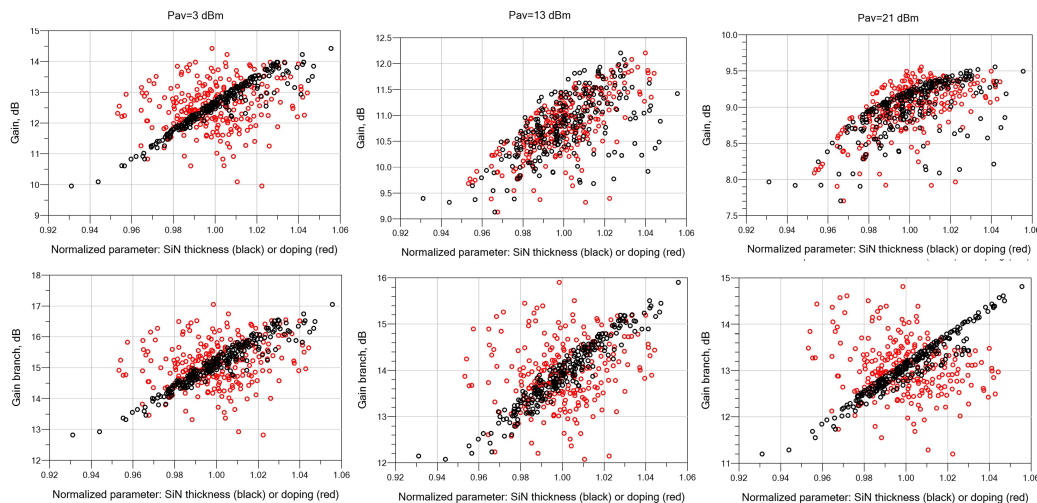 Pav=3 dBm
Pav=13 dBm
Pav=21 dBm
Gain, dB
15
14
13
12
11
10
9
0.92 0.94 0.96 0.98 1.00 1.02 1.04 1.06
Normalized parameter: SiN thickness (black) or doping (red)
Gain, dB
12.5
12.0
11.5
11.0
10.5
10.0
9.5
9.0
0.92 0.94 0.96 0.98 1.00 1.02 1.04 1.06
Normalized parameter: SiN thickness (black) or doping (red)
Gain, dB
10.0
9.5
9.0
8.5
8.0
7.5
0.92 0.94 0.96 0.98 1.00 1.02 1.04 1.06
Normalized parameter: SiN thickness (black) or doping (red)
Gain branch, dB
18
17
16
15
14
13
12
0.92 0.94 0.96 0.98 1.00 1.02 1.04 1.06
Normalized parameter: SiN thickness (black) or doping (red)
Gain branch, dB
16
15
14
13
12
0.92 0.94 0.96 0.98 1.00 1.02 1.04 1.06
Normalized parameter: SiN thickness (black) or doping (red)
Gain branch, dB
15
14
13
12
11
0.92 0.94 0.96 0.98 1.00 1.02 1.04 1.06
Normalized parameter: SiN thickness (black) or doping (red)